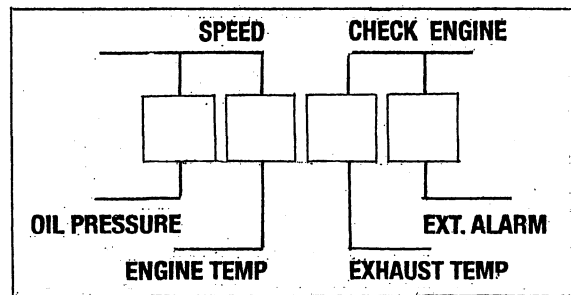 SPEED CHECK ENGINE
OIL PRESSURE EXT. ALARM
ENGINE TEMP EXHAUST TEMP